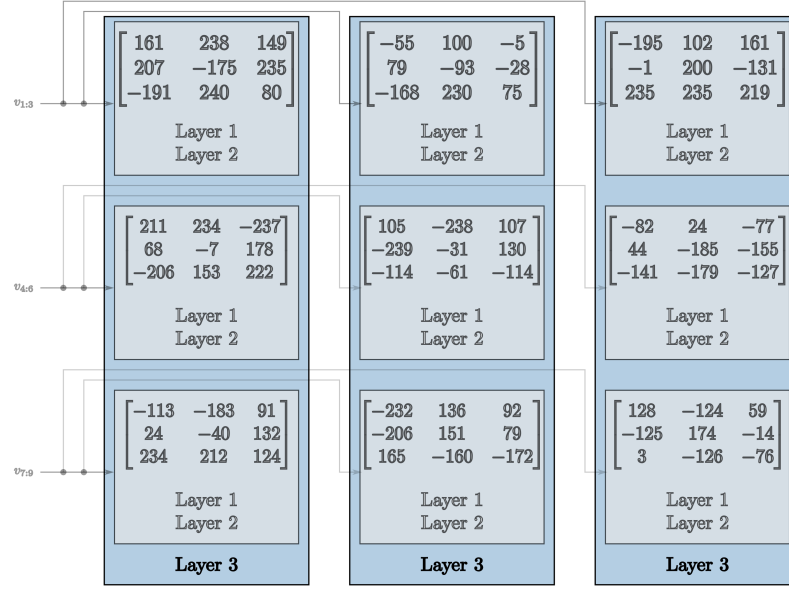 161 238 149 −55 100 −5 −195 102 161
207 −175 235 79 −93 −28 −1 200 −131
v1:3 −191 240 80 −168 230 75 235 235 219
Layer 1 Layer 1 Layer 1
Layer 2 Layer 2 Layer 2
211 234 −237 105 −238 107 −82 24 −77
68 −7 178 −239 −31 130 44 −185 −155
v4:6 −206 153 222 −114 −61 −114 −141 −179 −127
Layer 1 Layer 1 Layer 1
Layer 2 Layer 2 Layer 2
−113 −183 91 −232 136 92 128 −124 59
24 −40 132 −206 151 79 −125 174 −14
v7:9 234 212 124 165 −160 −172 3 −126 −76
Layer 1 Layer 1 Layer 1
Layer 2 Layer 2 Layer 2
Layer 3 Layer 3 Layer 3